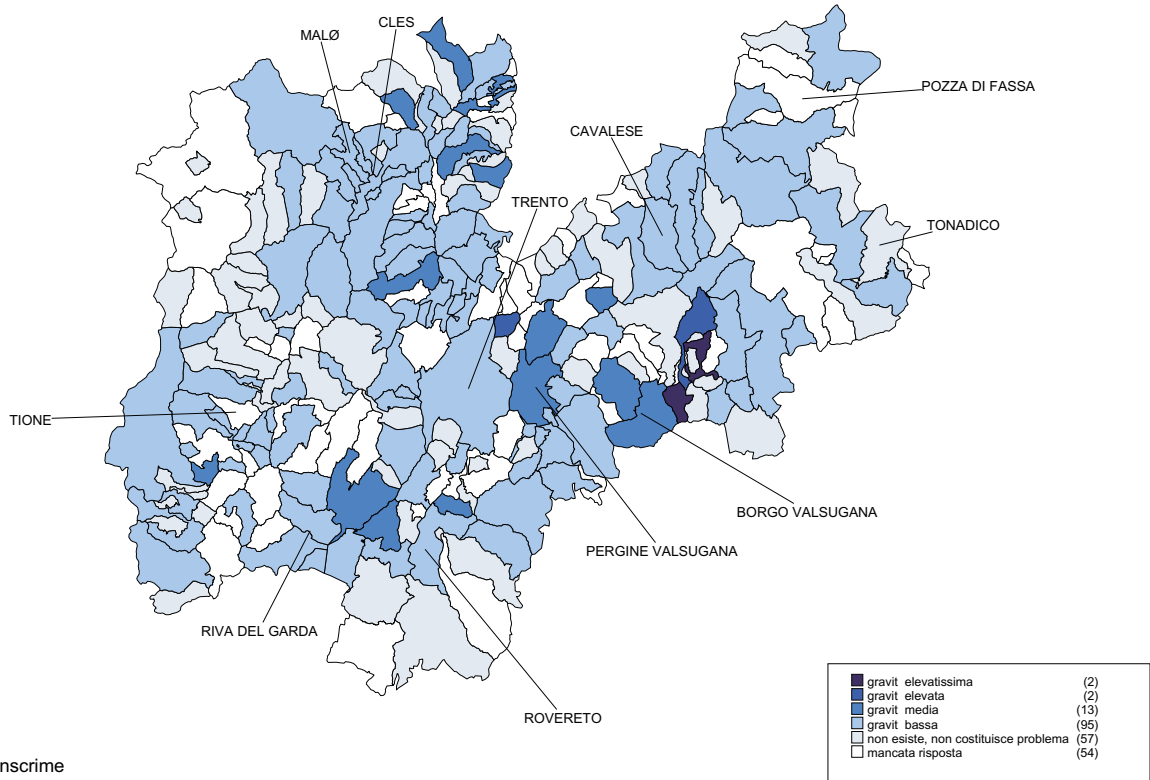 CLES
MALØ
POZZA DI FASSA
CAVALESE
TRENTO
TONADICO
TIONE
BORGO VALSUGANA
PERGINE VALSUGANA
RIVA DEL GARDA
ROVERETO
gravit elevatissima (2)
gravit elevata (2)
gravit media (13)
gravit bassa (95)
non esiste, non costituisce problema (57)
mancata risposta (54)
nscrime